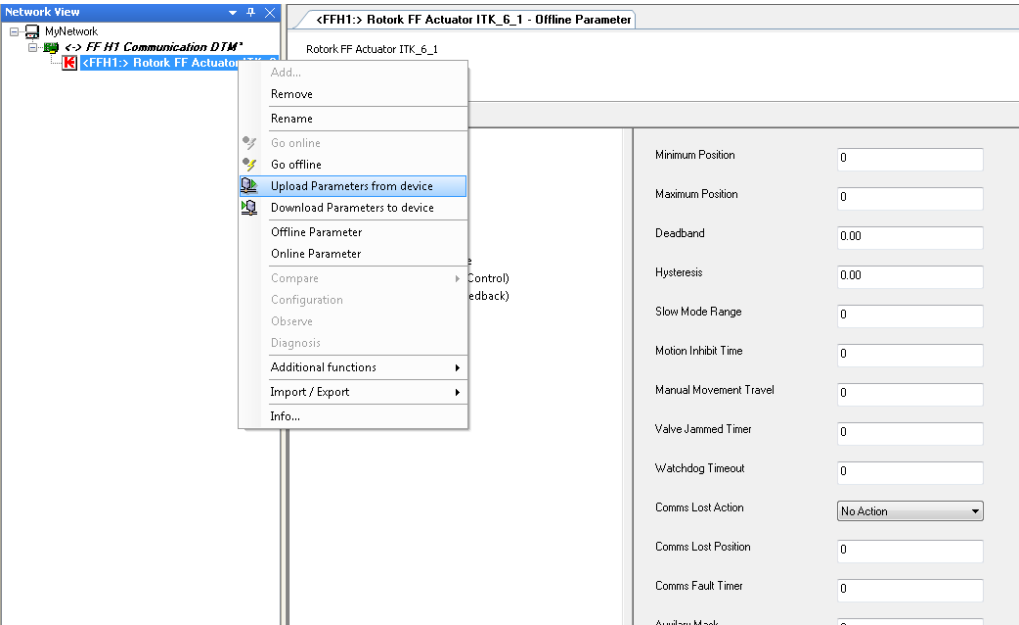 Network View
MyNetwork
<-> FF H1 Communication DTM*
<FFH1:> Rotork FF Actuator ITK_6
<FFH1:> Rotork FF Actuator ITK_6_1 - Offline Parameter
Rotork FF Actuator ITK_6_1
Add...
Remove
Rename
Go online
Go offline
Upload Parameters from device
Download Parameters to device
Offline Parameter
Online Parameter
Compare
Configuration
Observe
Diagnosis
Additional functions
Import / Export
Info...
Control)
edback)
Minimum Position 0
Maximum Position 0
Deadband 0.00
Hysteresis 0.00
Slow Mode Range 0
Motion Inhibit Time 0
Manual Movement Travel 0
Valve Jammed Timer 0
Watchdog Timeout 0
Comms Lost Action No Action
Comms Lost Position 0
Comms Fault Timer 0
Auxilary Mask 0